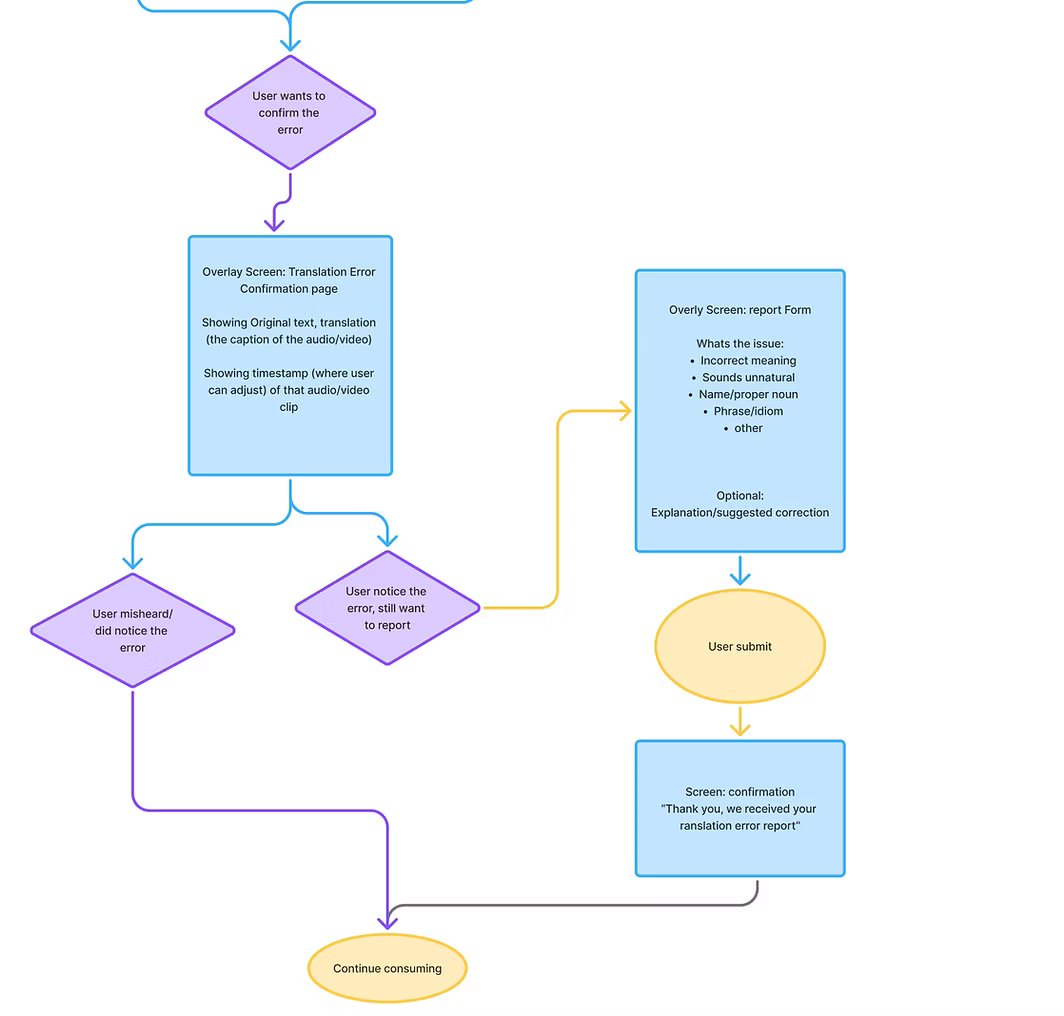 User wants to
confirm the
error
Overlay Screen: Translation Error
Confirmation page
Showing Original text, translation
(the caption of the audio/video)
Showing timestamp (where user
can adjust) of that audio/video
clip
User misheard/
did notice the
error
User notice the
error, still want
to report
Overly Screen: report Form
Whats the issue:
• Incorrect meaning
• Sounds unnatural
• Name/proper noun
• Phrase/idiom
• other
Optional:
Explanation/suggested correction
User submit
Screen: confirmation
“Thank you, we received your
ranslation error report”
Continue consuming